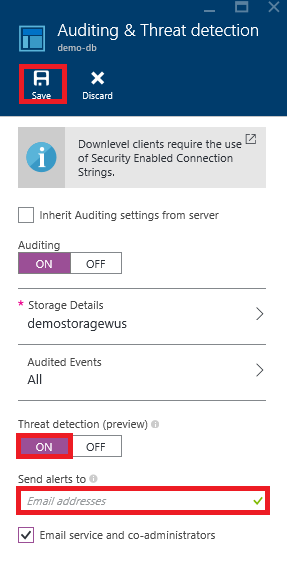 Auditing & Threat detection
demo-db
Save
Discard
Downlevel clients require the use
of Security Enabled Connection
Strings.
Inherit Auditing settings from server
Auditing
ON
OFF
* Storage Details
demostoragewus
Audited Events
All
Threat detection (preview)
ON
OFF
Send alerts to
Email addresses
Email service and co-administrators